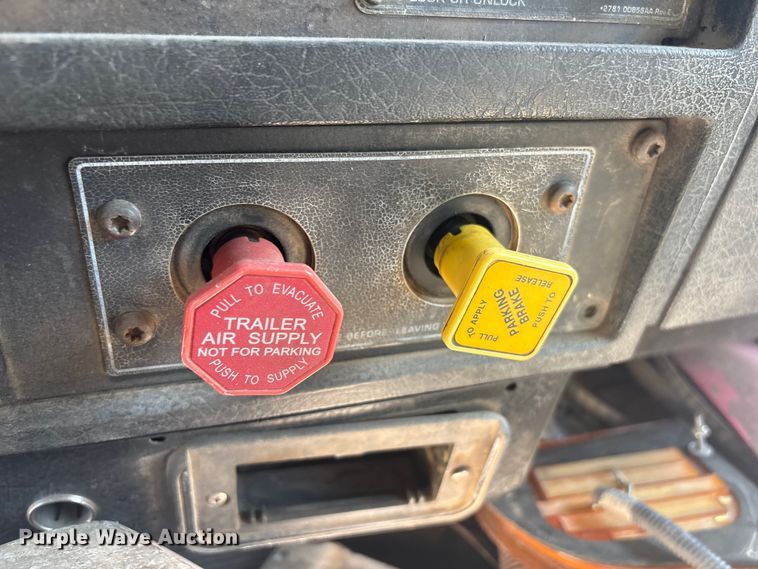 LOCK OR UNLOCK
PULL TO EVACUATE
TRAILER
AIR SUPPLY
NOT FOR PARKING
PUSH TO SUPPLY
BEFORE LEAVING
PULL
TO APPLY
PARKING
BRAKE
PUSH TO
RELEASE
Purple Wave Auction